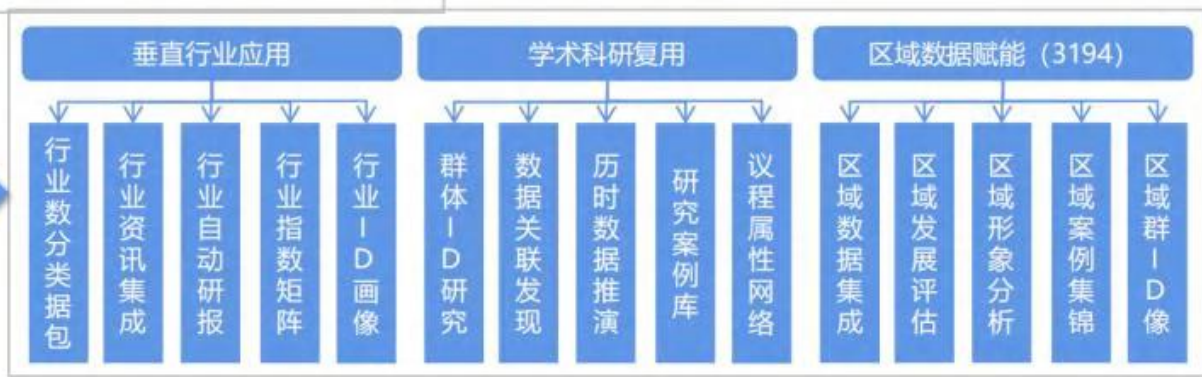 垂直行业应用
行业数分类据包
行业资讯集成
行业自动研报
行业指数矩阵
行业ID画像
学术科研复用
群体ID研究
数据关联发现
历时数据推演
研究案例库
议程属性网络
区域数据赋能（3194）
区域数据集成
区域发展评估
区域形象分析
区域案例集锦
区域群ID像